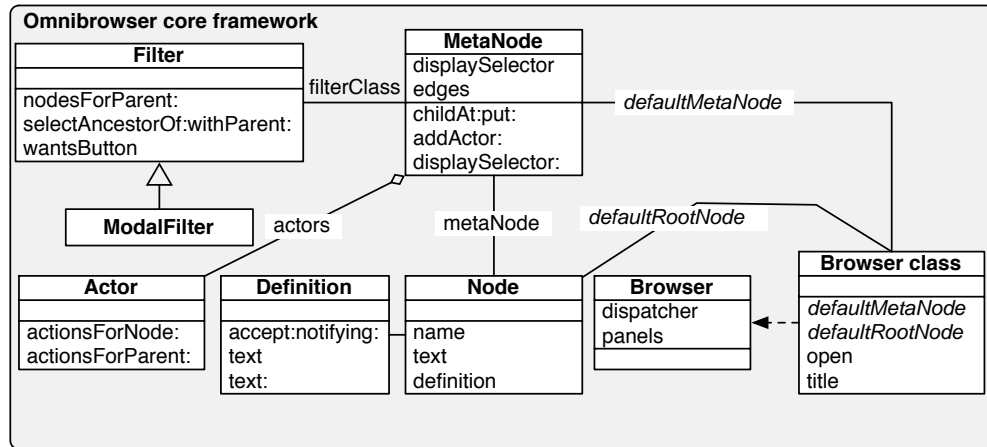 Omnibrowser core framework
Filter
nodesForParent:
selectAncestorOf:withParent:
wantsButton
ModalFilter
filterClass
MetaNode
displaySelector
edges
childAt:put:
addActor:
displaySelector:
defaultMetaNode
actors
metaNode
defaultRootNode
Actor
actionsForNode:
actionsForParent:
Definition
accept:notifying:
text
text:
Node
name
text
definition
Browser
dispatcher
panels
Browser class
defaultMetaNode
defaultRootNode
open
title